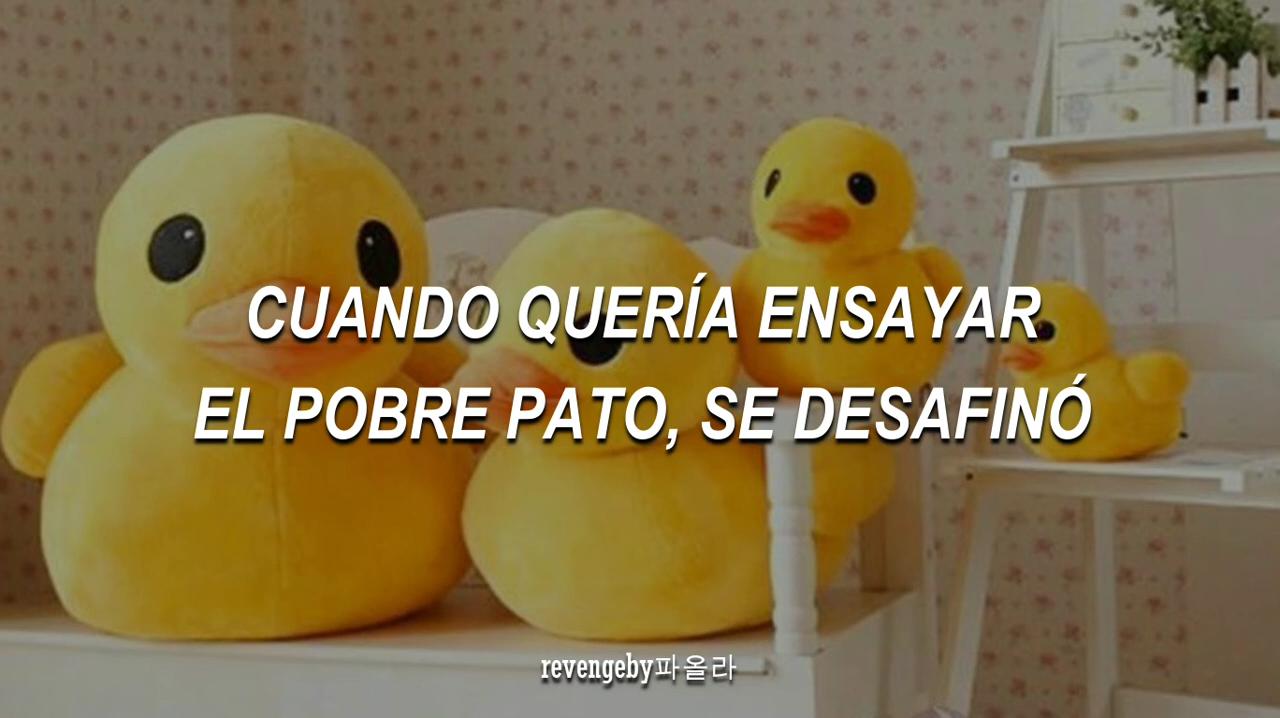 CUANDO QUERÍA ENSAYAR
EL POBRE PATO, SE DESAFINÓ
revengeby파올라